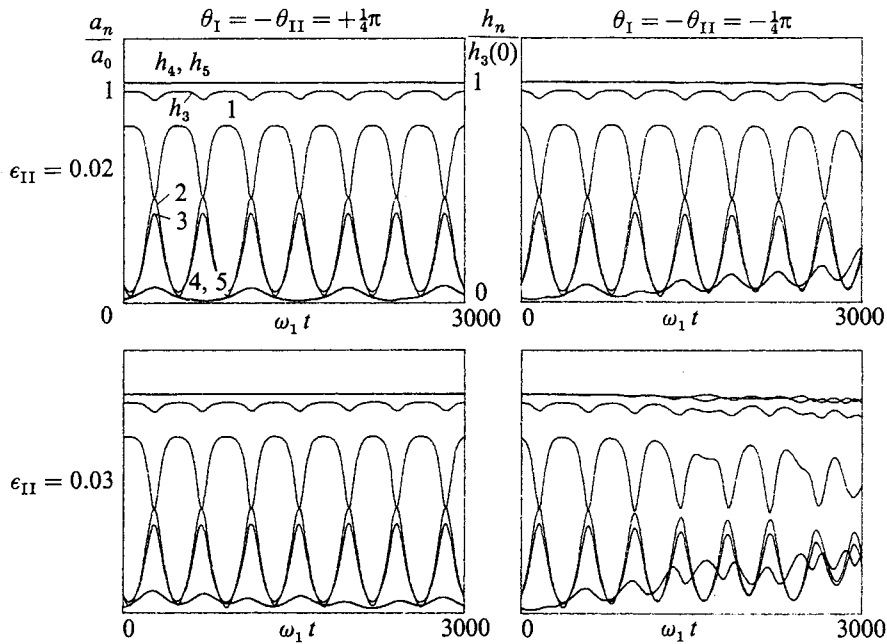 a_n/a_0
θ_I = −θ_II = +¼π
h_n/h_3(0)
θ_I = −θ_II = −¼π
h_4, h_5
1
h_3
1
1
ϵ_II = 0.02
2
3
4, 5
0
0
0
ω_1 t
3000
0
ω_1 t
3000
ϵ_II = 0.03
0
ω_1 t
3000
0
ω_1 t
3000